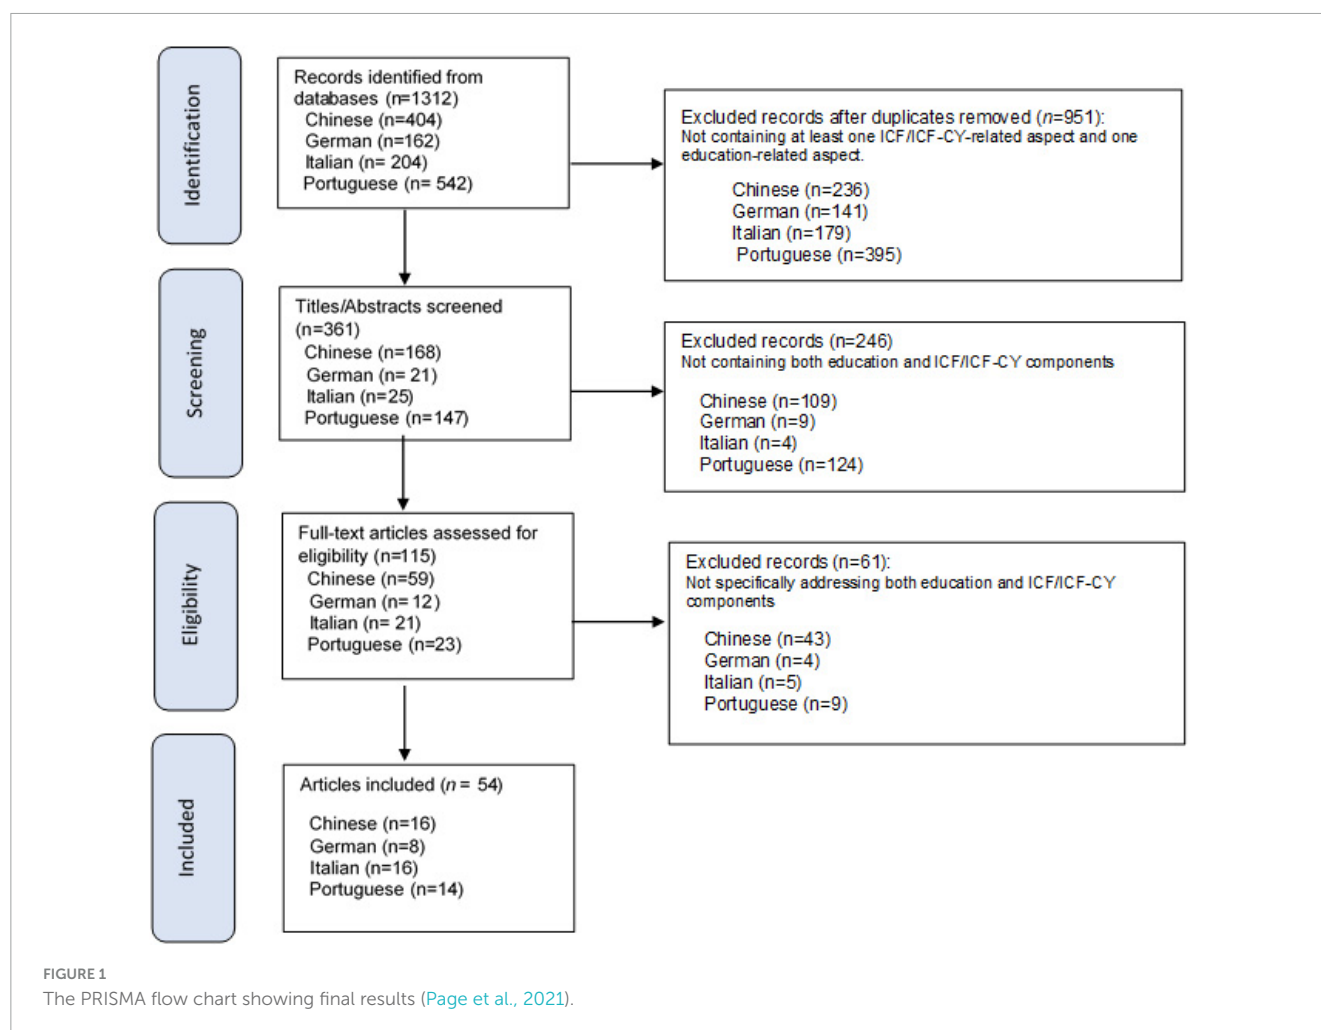 Identification
Records identified from
databases (n=1312)
Chinese (n=404)
German (n=162)
Italian (n= 204)
Portuguese (n= 542)
Excluded records after duplicates removed (n=951):
Not containing at least one ICF/ICF-CY-related aspect and one
education-related aspect.
Chinese (n=236)
German (n=141)
Italian (n=179)
Portuguese (n=395)
Screening
Titles/Abstracts screened
(n=361)
Chinese (n=168)
German (n= 21)
Italian (n=25)
Portuguese (n=147)
Excluded records (n=246)
Not containing both education and ICF/ICF-CY components
Chinese (n=109)
German (n=9)
Italian (n=4)
Portuguese (n=124)
Eligibility
Full-text articles assessed for
eligibility (n=115)
Chinese (n=59)
German (n= 12)
Italian (n= 21)
Portuguese (n=23)
Excluded records (n=61):
Not specifically addressing both education and ICF/ICF-CY
components
Chinese (n=43)
German (n=4)
Italian (n=5)
Portuguese (n=9)
Included
Articles included (n = 54)
Chinese (n=16)
German (n=8)
Italian (n=16)
Portuguese (n=14)
FIGURE 1
The PRISMA flow chart showing final results (Page et al., 2021).